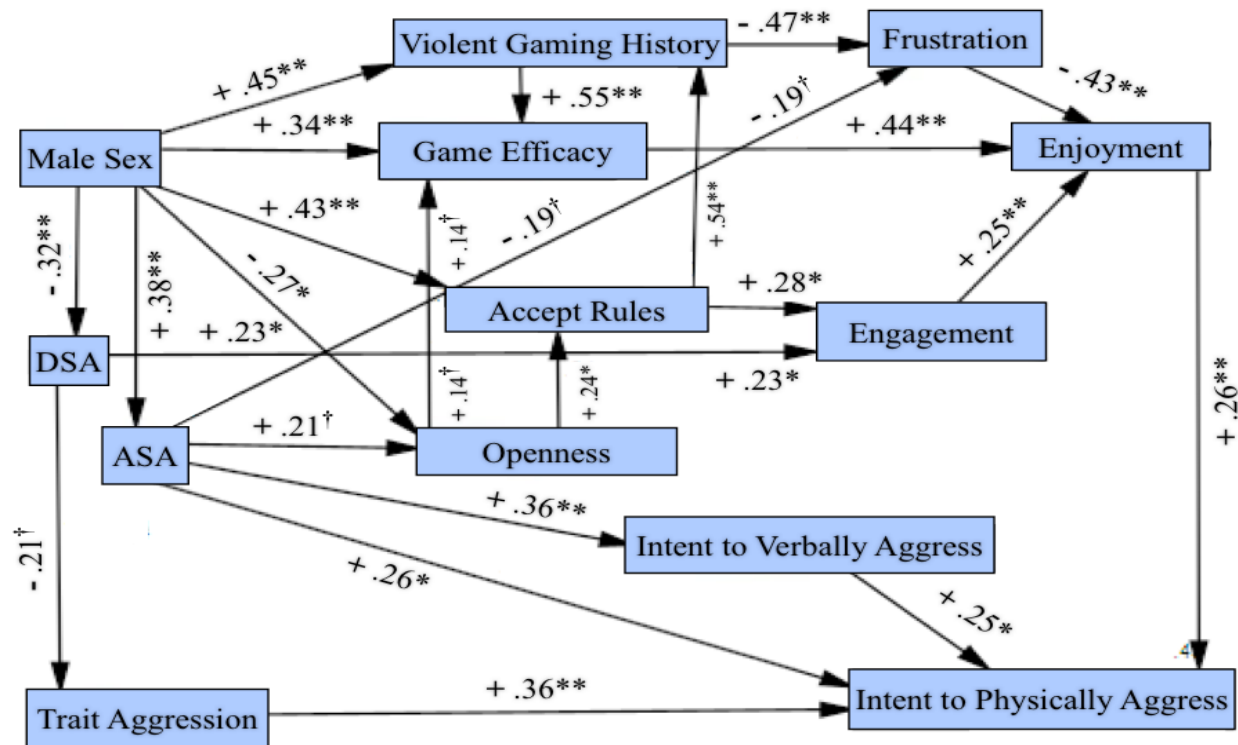 Violent Gaming History
- .47**
Frustration
+ .45**
+ .55**
- .19†
- .43**
+ .34**
Game Efficacy
+ .44**
Enjoyment
Male Sex
+ .43**
+ .14†
- .19†
+ .54**
+ .25**
- .32**
+ .38**
- .27*
Accept Rules
+ .28*
Engagement
+ .23*
DSA
+ .23*
+ .14†
+ .24*
+ .26**
ASA
+ .21†
Openness
+ .36**
Intent to Verbally Aggress
- .21†
+ .26*
+ .25*
.4
Trait Aggression
+ .36**
Intent to Physically Aggress